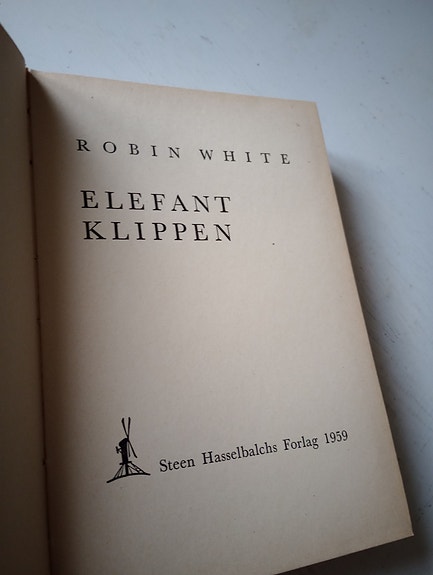 ROBIN WHITE
ELEFANT
KLIPPEN
Steen Hasselbalchs Forlag 1959